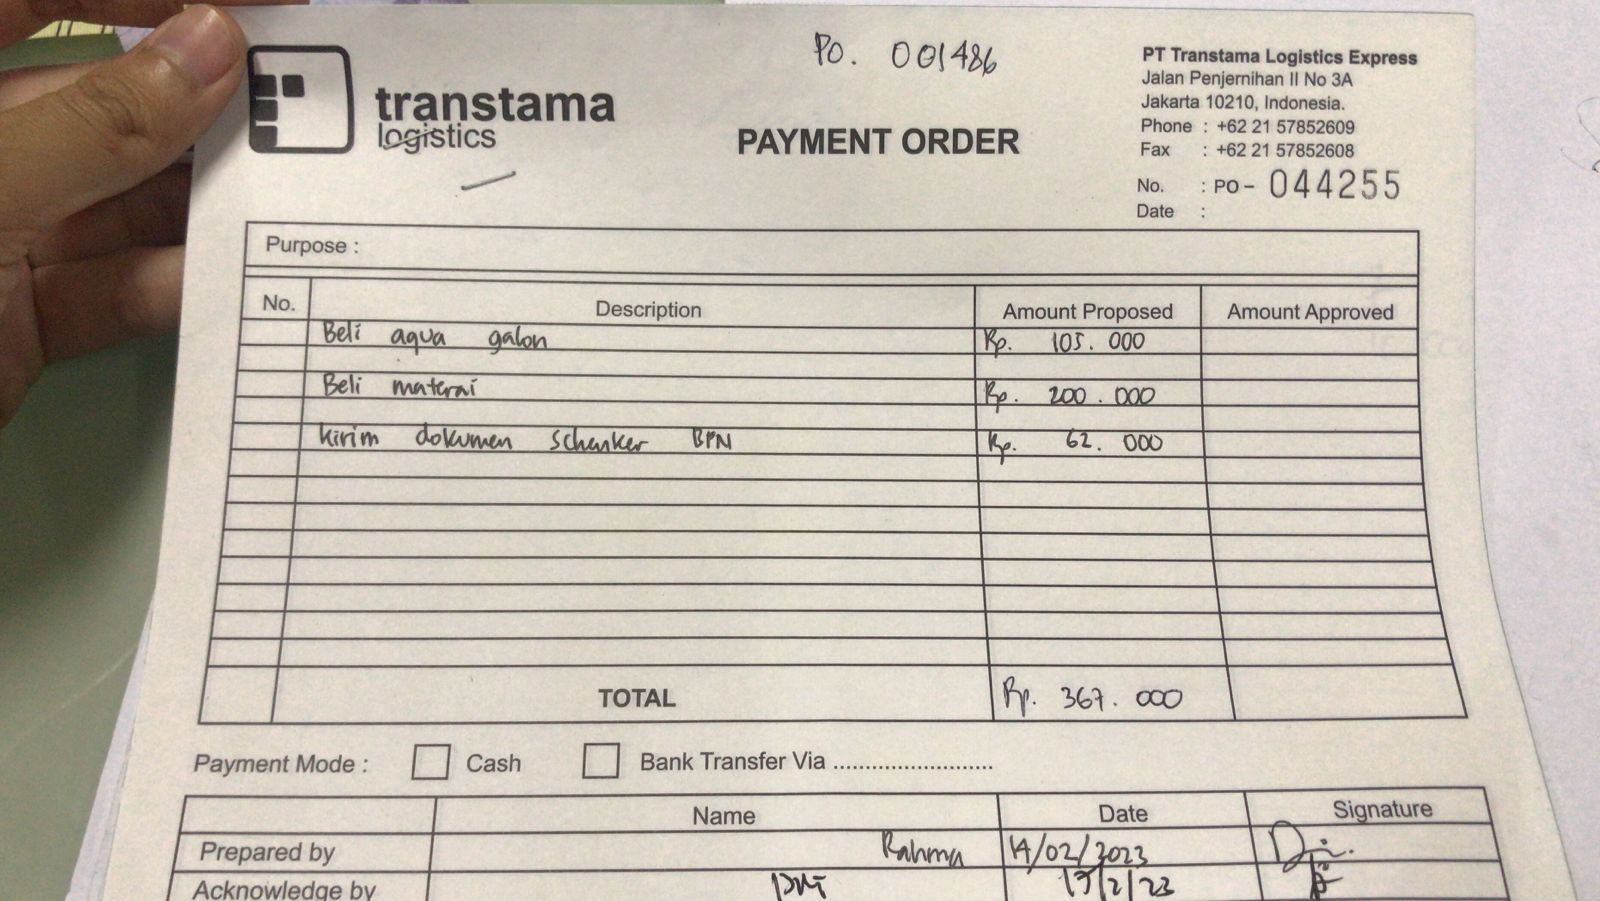 PO. 001486
transtama
logistics
PAYMENT ORDER
PT Transtama Logistics Express
Jalan Penjernihan II No 3A
Jakarta 10210, Indonesia.
Phone : +62 21 57852609
Fax : +62 21 57852608
No. : PO - 044255
Date :
Purpose :
No. Description Amount Proposed Amount Approved
Beli aqua galon Rp. 105.000
Beli materai Rp. 200.000
kirim dokumen schenker BPN Rp. 62.000
TOTAL Rp. 367.000
Payment Mode : Cash Bank Transfer Via ..........................
Name Date Signature
Prepared by Rahma 14/02/2023
Acknowledge by 17/2/23